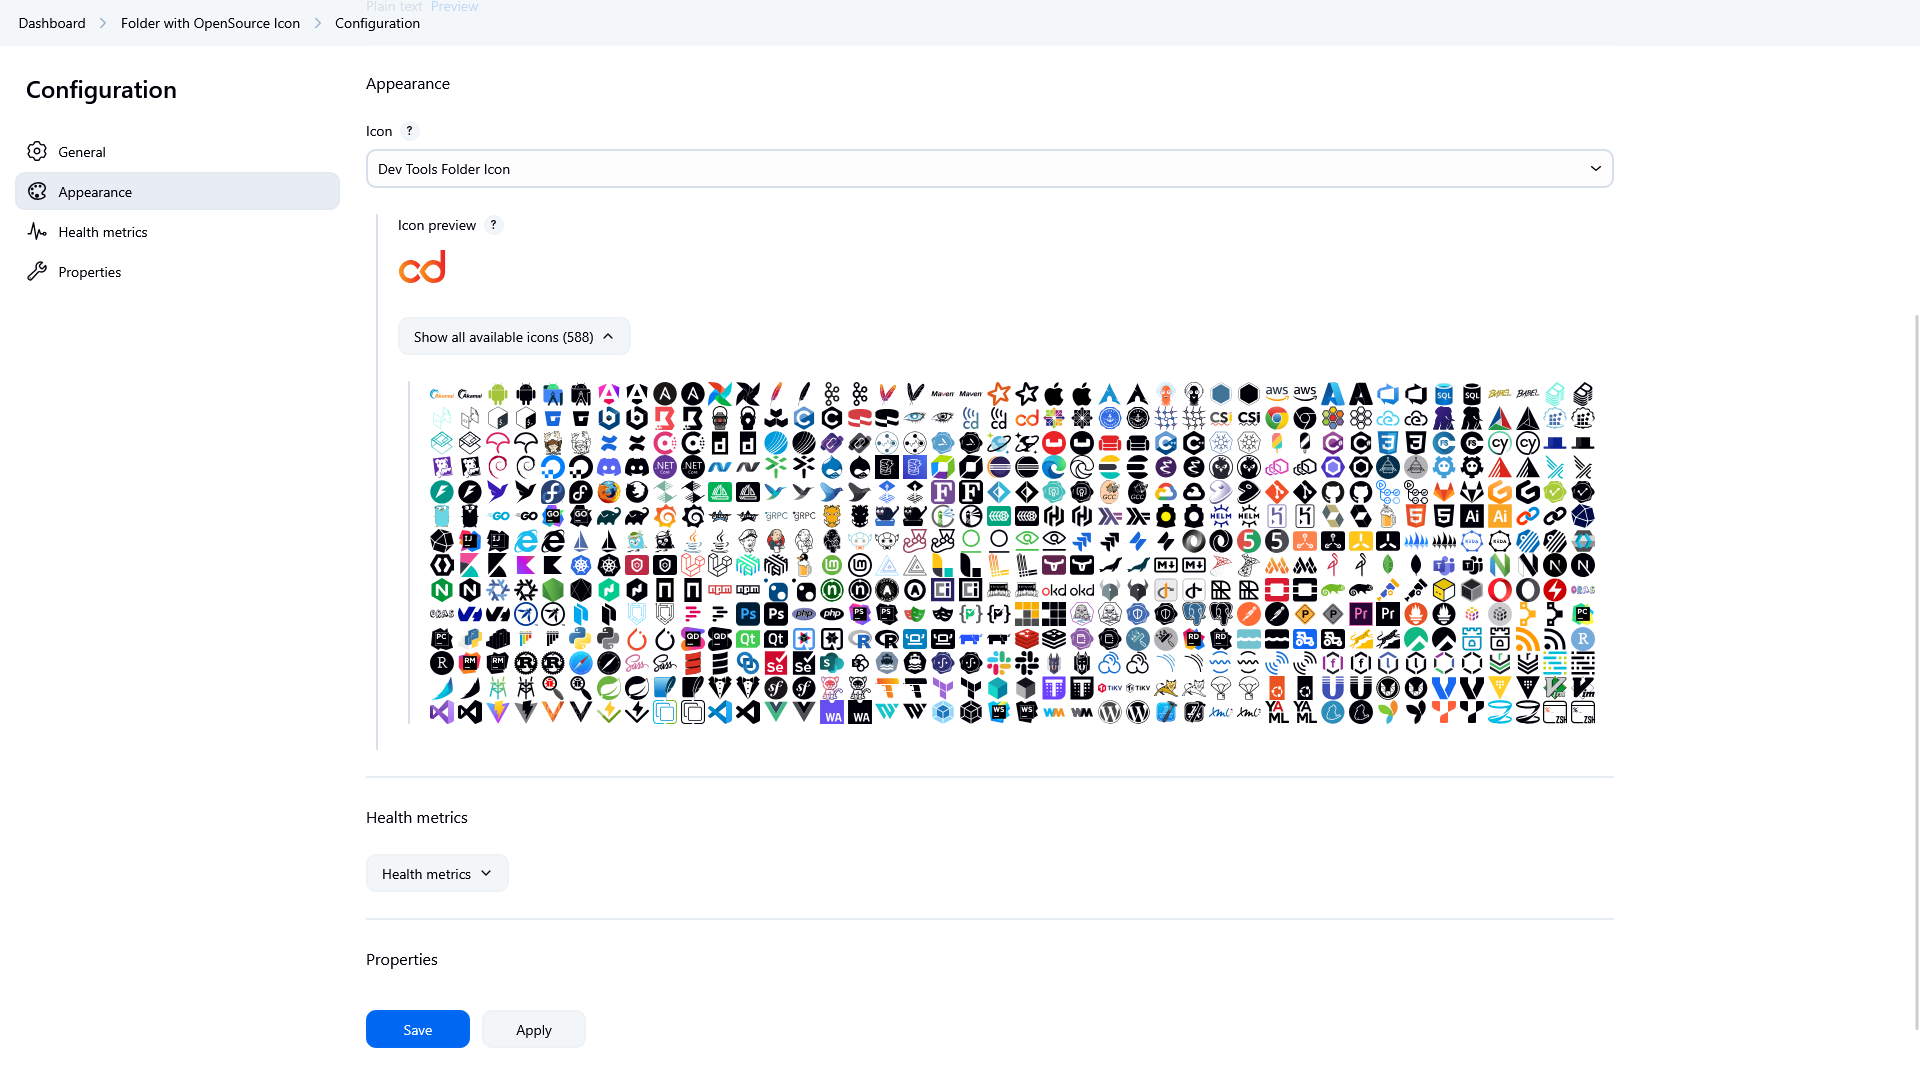 Plain text Preview
Dashboard
Folder with OpenSource Icon
Configuration
Configuration
General
Appearance
Health metrics
Properties
Appearance
Icon ?
Dev Tools Folder Icon
Icon preview ?
cd
Show all available icons (588)
Health metrics
Health metrics
Properties
Save
Apply